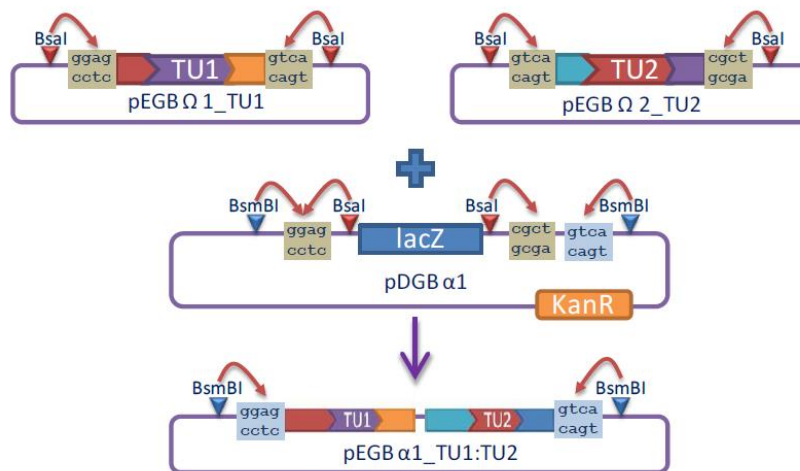 BsaI
BsaI
BsaI
BsaI
ggag
cctc
TU1
gtca
cagt
gtca
cagt
TU2
cgct
gcga
pEGB Ω 1_TU1
pEGB Ω 2_TU2
BsmBI
BsaI
BsaI
BsmBI
ggag
cctc
lacZ
cgct
gcga
gtca
cagt
pDGB α1
KanR
BsmBI
BsmBI
ggag
cctc
TU1
TU2
gtca
cagt
pEGB α1_TU1:TU2